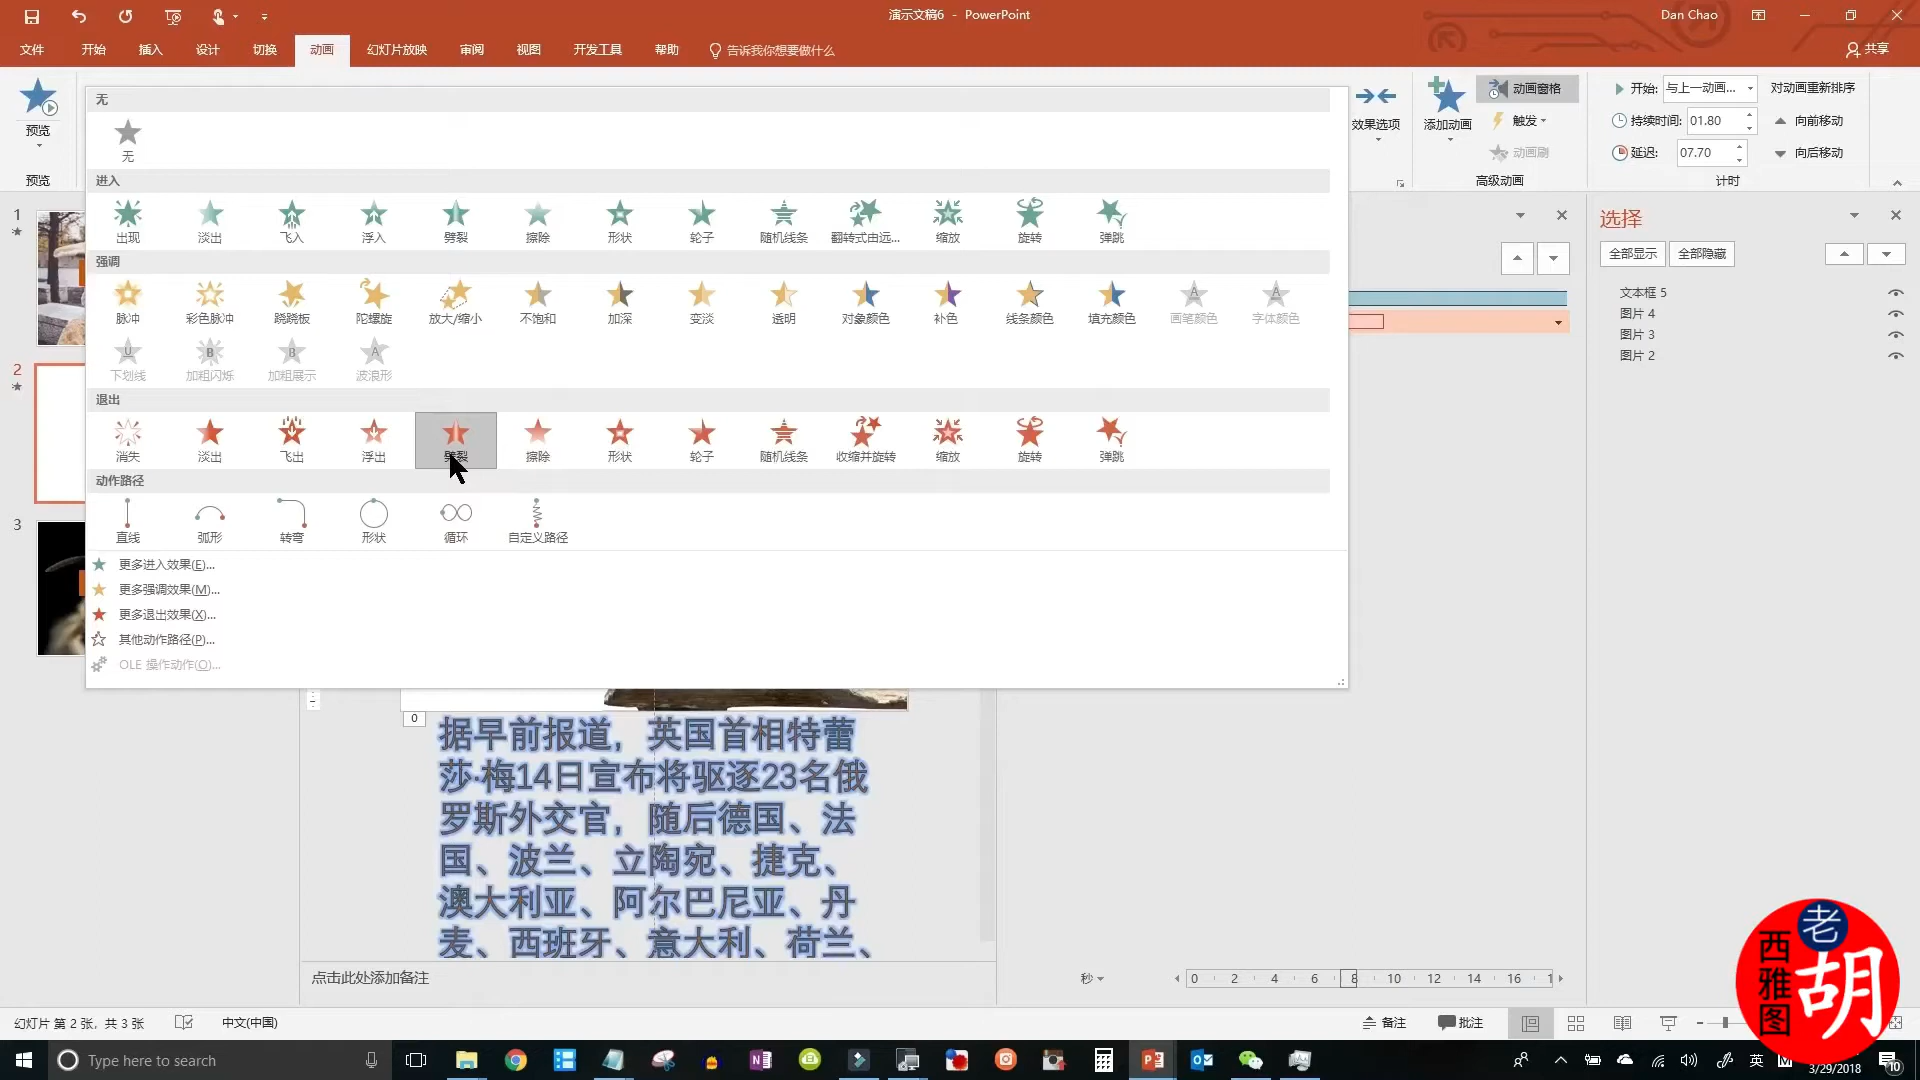 演示文稿6 - PowerPoint
Dan Chao
文件 开始 插入 设计 切换 动画 幻灯片放映 审阅 视图 开发工具 帮助 告诉我你想要做什么
共享
预览
预览
无
无
进入
出现 淡出 飞入 浮入 劈裂 擦除 形状 轮子 随机线条 翻转式由远... 缩放 旋转 弹跳
强调
脉冲 彩色脉冲 跷跷板 陀螺旋 放大/缩小 不饱和 加深 变淡 透明 对象颜色 补色 线条颜色 填充颜色 画笔颜色 字体颜色
下划线 加粗闪烁 加粗展示 波浪形
退出
消失 淡出 飞出 浮出 劈裂 擦除 形状 轮子 随机线条 收缩并旋转 缩放 旋转 弹跳
动作路径
直线 弧形 转弯 形状 循环 自定义路径
更多进入效果(E)...
更多强调效果(M)...
更多退出效果(X)...
其他动作路径(P)...
OLE 操作动作(O)...
效果选项
添加动画
动画窗格
触发
动画刷
高级动画
开始: 与上一动画... 对动画重新排序
持续时间: 01.80 向前移动
延迟: 07.70 向后移动
计时
选择
全部显示 全部隐藏
文本框 5
图片 4
图片 3
图片 2
1
2
3
0
据早前报道，英国首相特蕾
莎·梅14日宣布将驱逐23名俄
罗斯外交官，随后德国、法
国、波兰、立陶宛、捷克、
澳大利亚、阿尔巴尼亚、丹
麦、西班牙、意大利、荷兰、
点击此处添加备注
秒 0 2 4 6 8 10 12 14 16 1
幻灯片 第 2 张，共 3 张 中文(中国)
备注 批注
老
胡
西雅图
Type here to search
英
3/29/2018
10